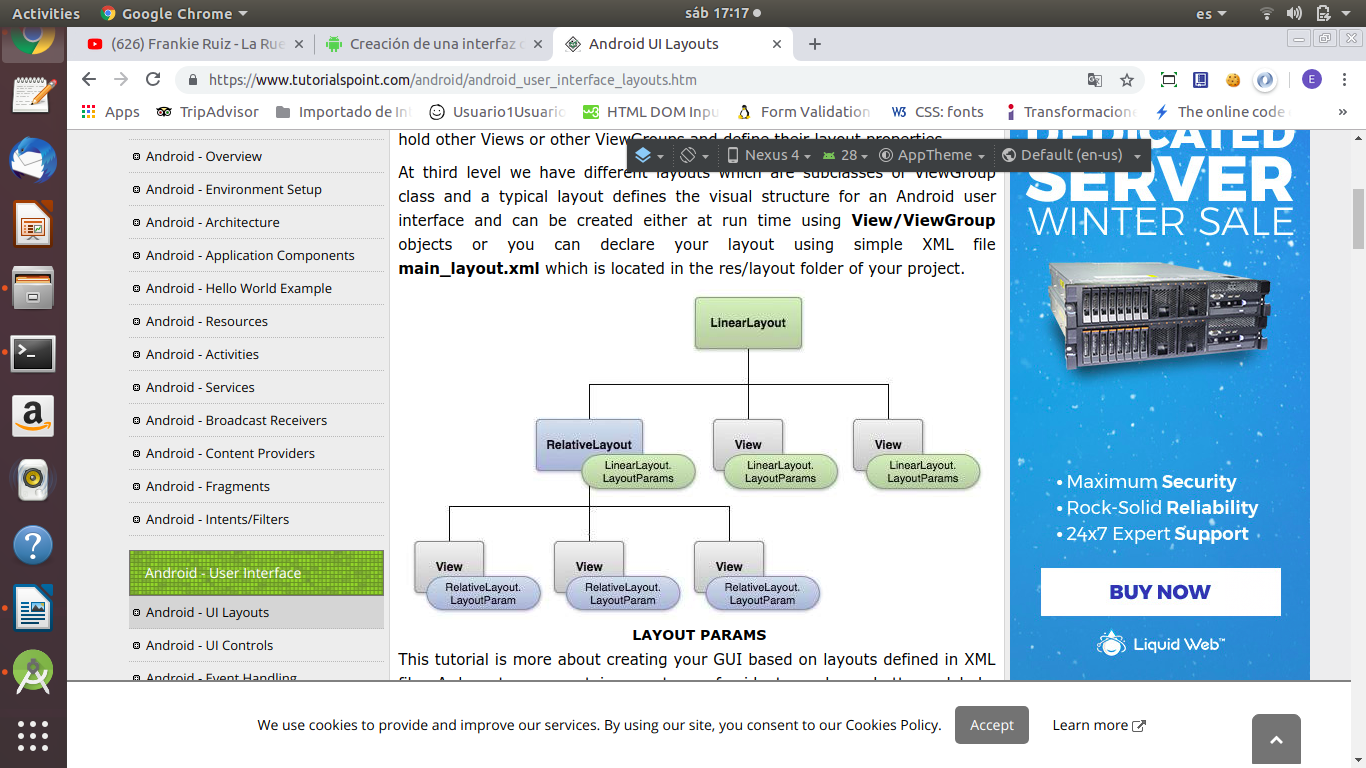 Activities
Google Chrome
sáb 17:17
es
(626) Frankie Ruiz - La Rue
Creación de una interfaz
Android UI Layouts
https://www.tutorialspoint.com/android/android_user_interface_layouts.htm
E
Apps
TripAdvisor
Importado de In
Usuario1Usuario
HTML DOM Inpu
Form Validation
W3S CSS: fonts
Transformacione
The online code
»
Android - Overview
Android - Environment Setup
Android - Architecture
Android - Application Components
Android - Hello World Example
Android - Resources
Android - Activities
Android - Services
Android - Broadcast Receivers
Android - Content Providers
Android - Fragments
Android - Intents/Filters
Android - User Interface
Android - UI Layouts
Android - UI Controls
Android - Event Handling
hold other Views or other ViewGroups and define their layout properties.
Nexus 4
28
AppTheme
Default (en-us)
At third level we have different layouts which are subclasses of ViewGroup
class and a typical layout defines the visual structure for an Android user
interface and can be created either at run time using View/ViewGroup
objects or you can declare your layout using simple XML file
main_layout.xml which is located in the res/layout folder of your project.
LinearLayout
RelativeLayout
LinearLayout.
LayoutParams
View
LinearLayout.
LayoutParams
View
LinearLayout.
LayoutParams
View
RelativeLayout.
LayoutParam
View
RelativeLayout.
LayoutParam
View
RelativeLayout.
LayoutParam
LAYOUT PARAMS
This tutorial is more about creating your GUI based on layouts defined in XML
DEDICATED
SERVER
WINTER SALE
• Maximum Security
• Rock-Solid Reliability
• 24x7 Expert Support
BUY NOW
Liquid Web™
We use cookies to provide and improve our services. By using our site, you consent to our Cookies Policy.
Accept
Learn more